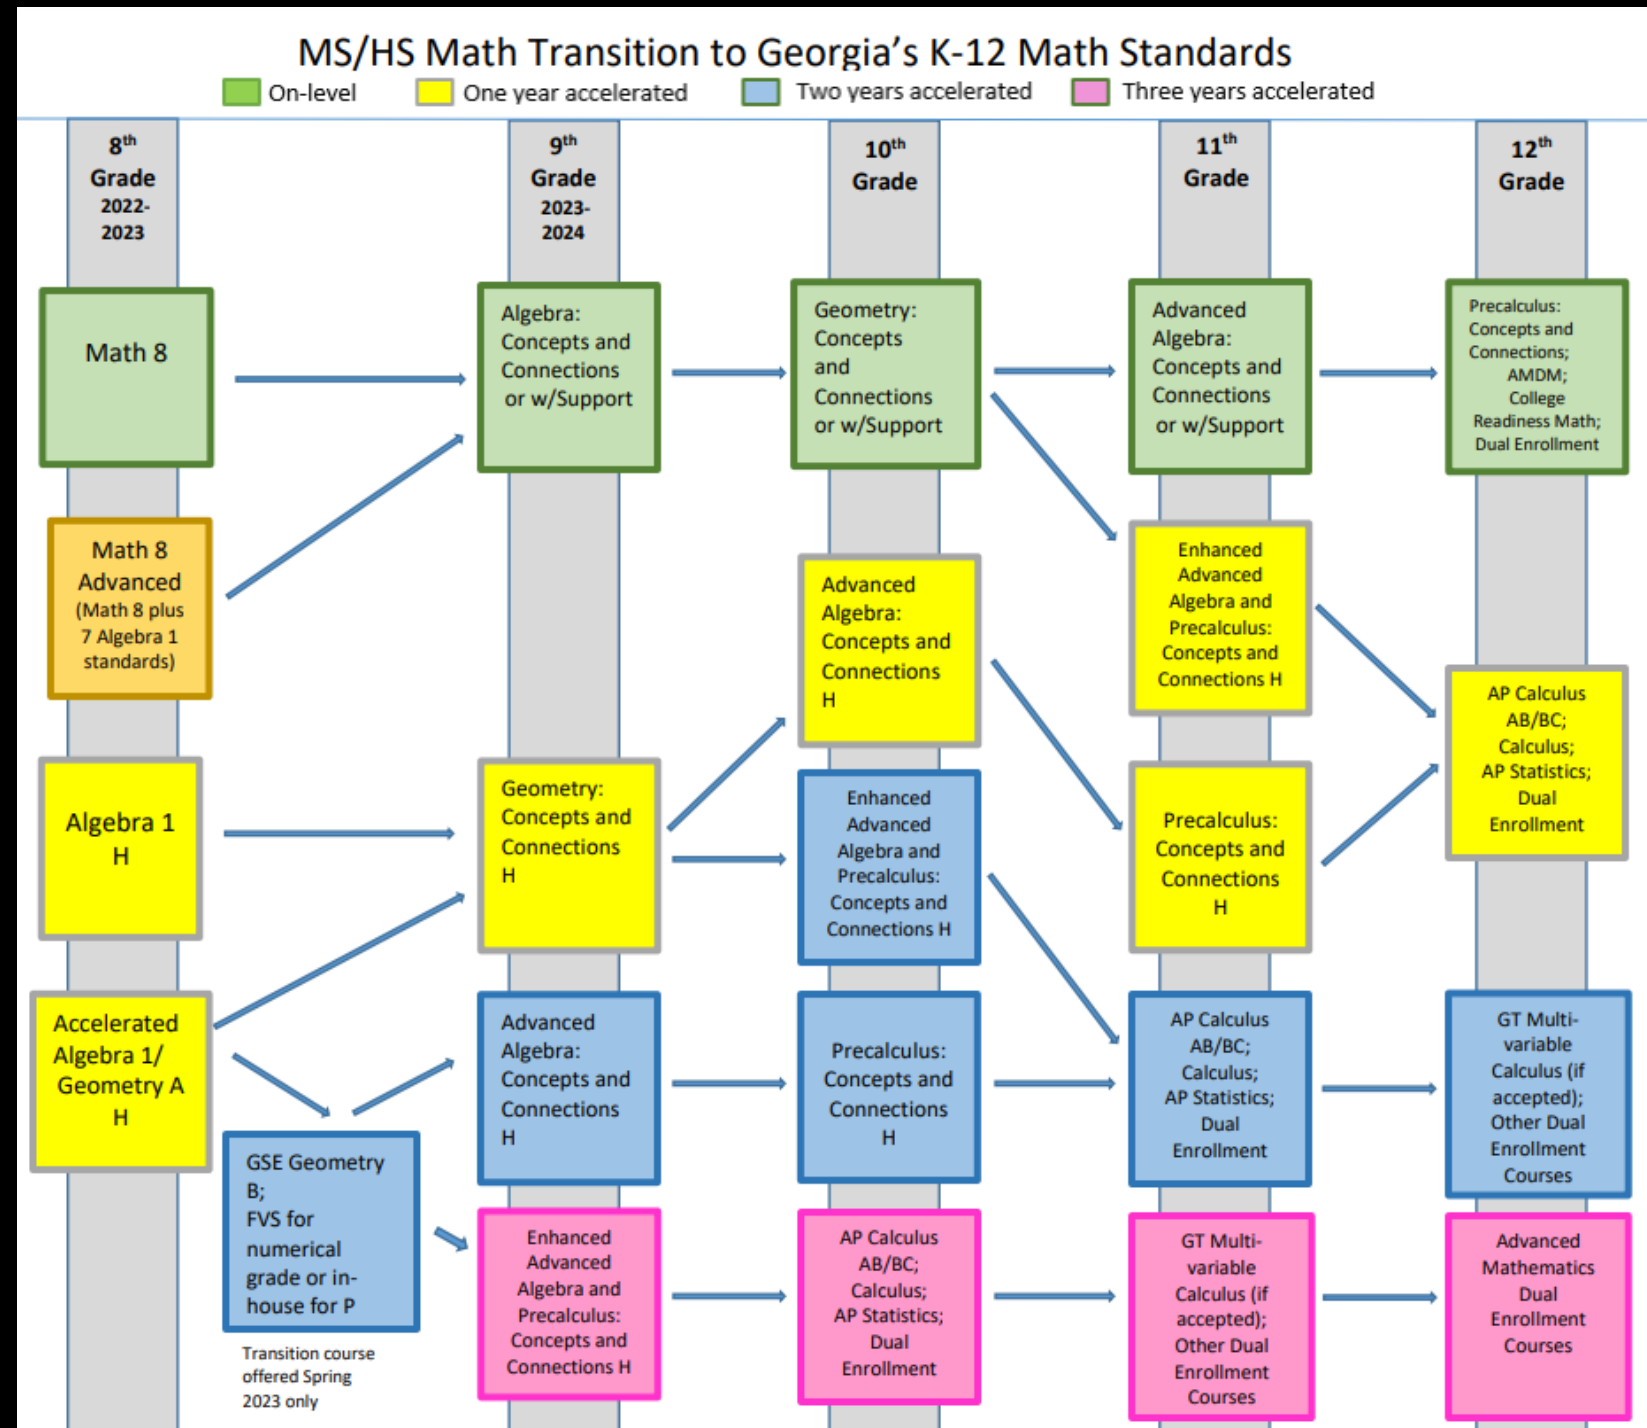 MS/HS Math Transition to Georgia's K-12 Math Standards
On-level
One year accelerated
Two years accelerated
Three years accelerated
8th
Grade
2022-
2023
9th
Grade
2023-
2024
10th
Grade
11th
Grade
12th
Grade
Math 8
Algebra:
Concepts and
Connections
or w/Support
Geometry:
Concepts
and
Connections
or w/Support
Advanced
Algebra:
Concepts and
Connections
or w/Support
Precalculus:
Concepts and
Connections;
AMDM;
College
Readiness Math;
Dual Enrollment
Math 8
Advanced
(Math 8 plus
7 Algebra 1
standards)
Advanced
Algebra:
Concepts and
Connections
H
Enhanced
Advanced
Algebra and
Precalculus:
Concepts and
Connections H
AP Calculus
AB/BC;
Calculus;
AP Statistics;
Dual
Enrollment
Algebra 1
H
Geometry:
Concepts and
Connections
H
Enhanced
Advanced
Algebra and
Precalculus:
Concepts and
Connections H
Precalculus:
Concepts and
Connections
H
Accelerated
Algebra 1/
Geometry A
H
Advanced
Algebra:
Concepts and
Connections
H
Precalculus:
Concepts and
Connections
H
AP Calculus
AB/BC;
Calculus;
AP Statistics;
Dual
Enrollment
GT Multi-
variable
Calculus (if
accepted);
Other Dual
Enrollment
Courses
GSE Geometry
B;
FVS for
numerical
grade or in-
house for P
Transition course
offered Spring
2023 only
Enhanced
Advanced
Algebra and
Precalculus:
Concepts and
Connections H
AP Calculus
AB/BC;
Calculus;
AP Statistics;
Dual
Enrollment
GT Multi-
variable
Calculus (if
accepted);
Other Dual
Enrollment
Courses
Advanced
Mathematics
Dual
Enrollment
Courses